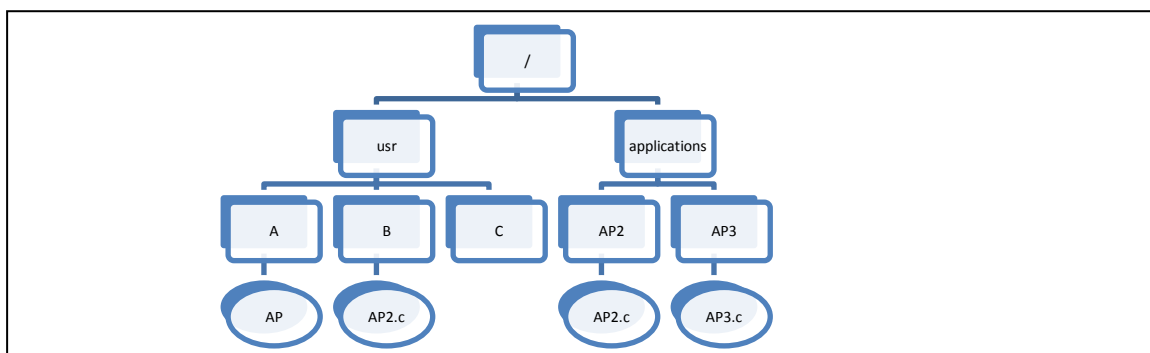 /
usr
applications
A
B
C
AP2
AP3
AP
AP2.c
AP2.c
AP3.c